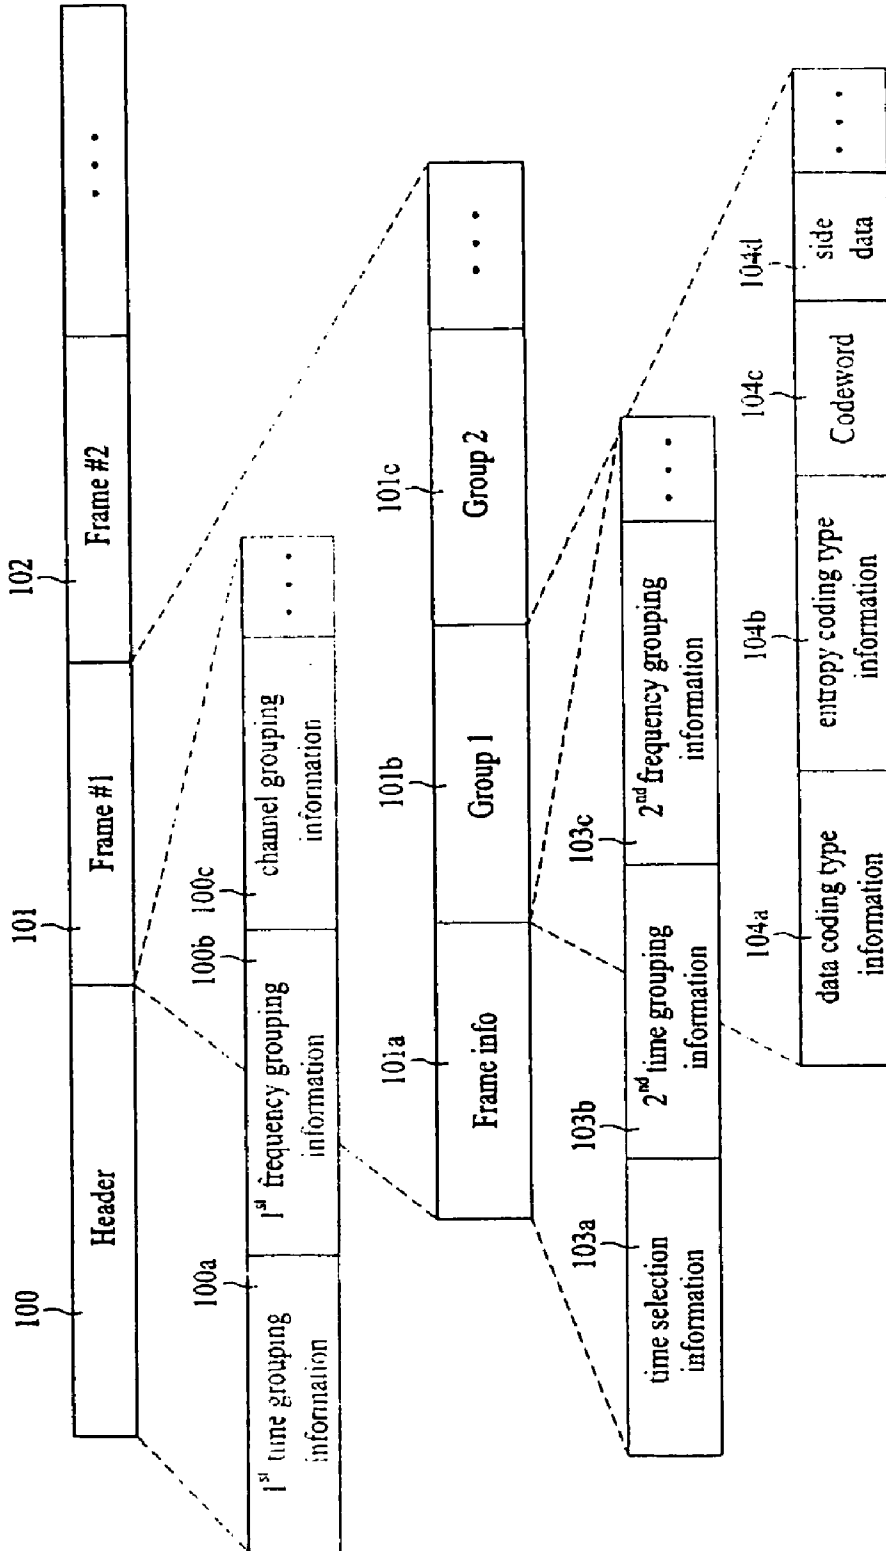 100
101
102
Header
Frame #1
Frame #2
• • •
100a
100b
100c
1st time grouping
information
1st frequency grouping
information
channel grouping
information
• • •
101a
101b
101c
Frame info
Group 1
Group 2
• • •
103a
103b
103c
time selection
information
2nd time grouping
information
2nd frequency grouping
information
• • •
104a
104b
104c
104d
data coding type
information
entropy coding type
information
Codeword
side
data
• • •